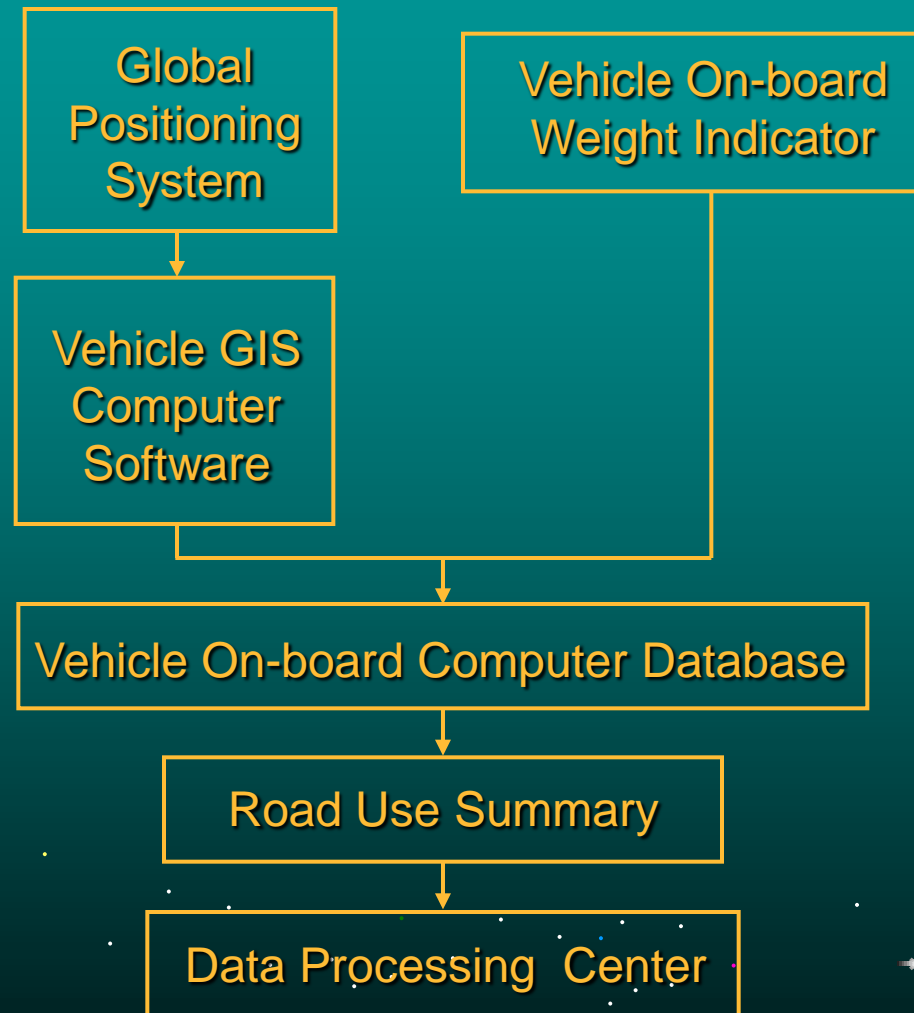 Global
Positioning
System
Vehicle On-board
Weight Indicator
Vehicle GIS
Computer
Software
Vehicle On-board Computer Database
Road Use Summary
Data Processing  Center